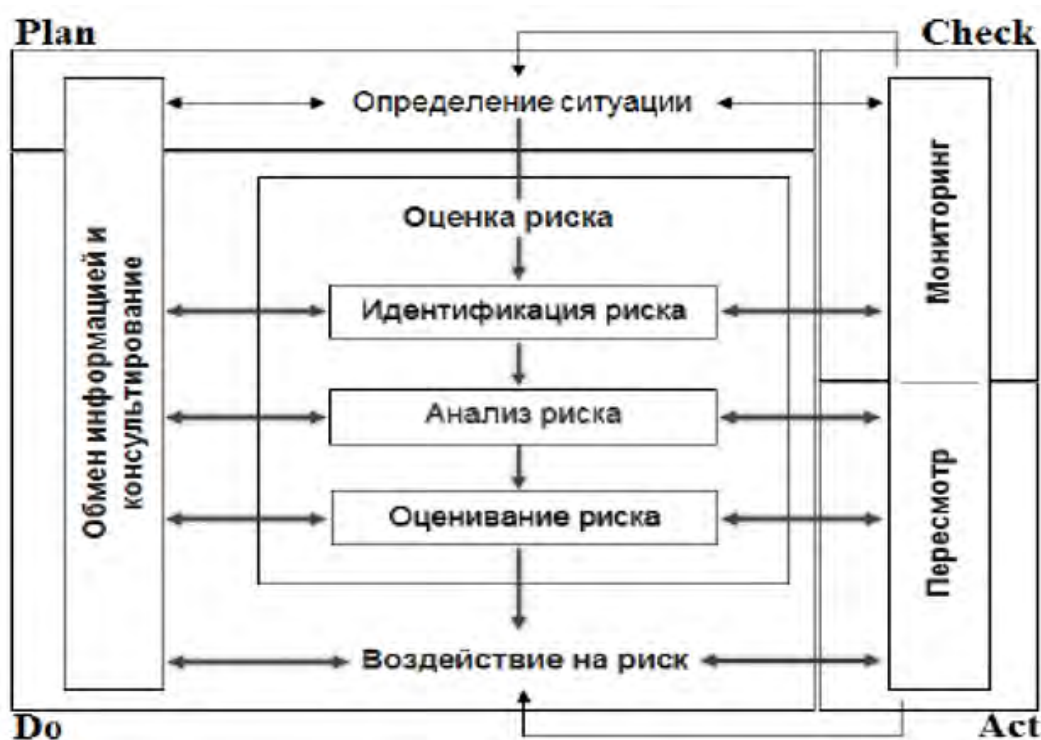 Plan
Check
Определение ситуации
Оценка риска
Идентификация риска
Анализ риска
Оценивание риска
Воздействие на риск
Обмен информацией и
консультирование
Мониторинг
Пересмотр
Do
Act